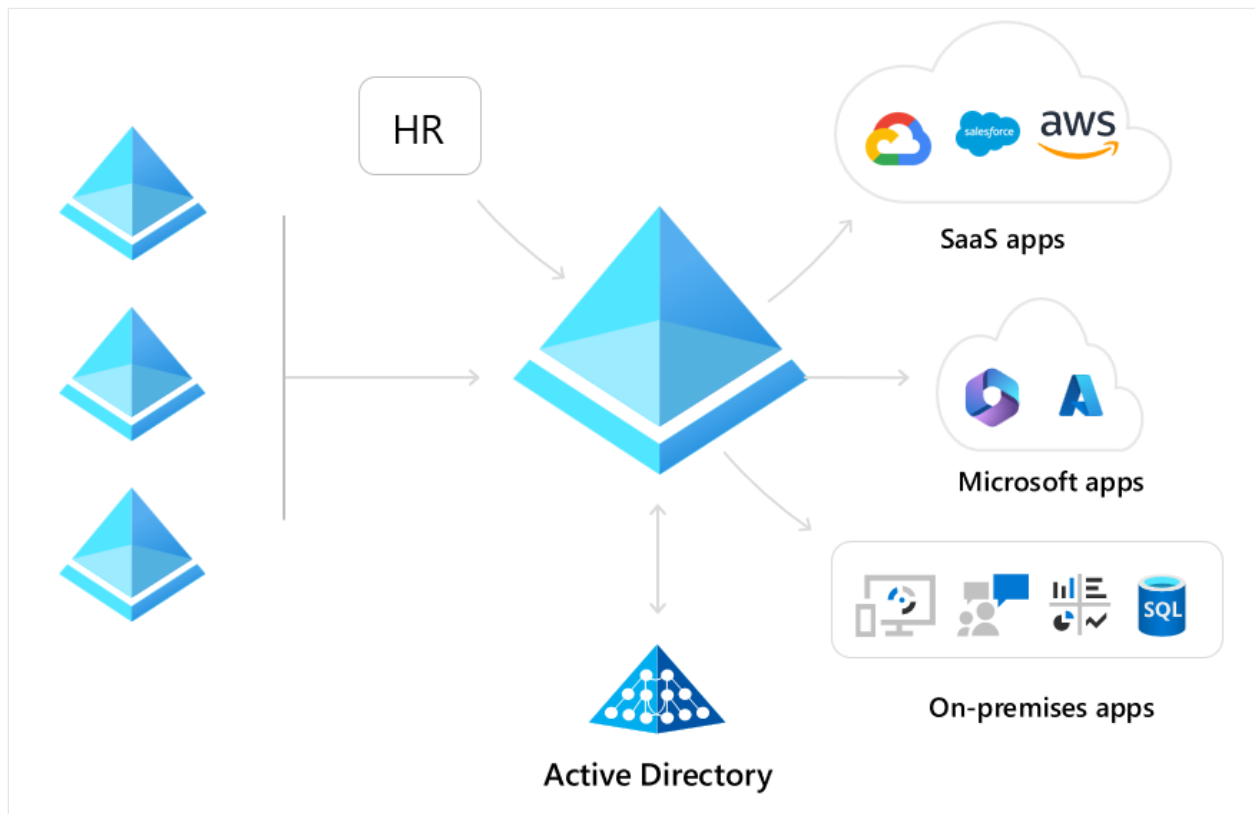 HR
salesforce
aws
SaaS apps
Microsoft apps
SQL
On-premises apps
Active Directory